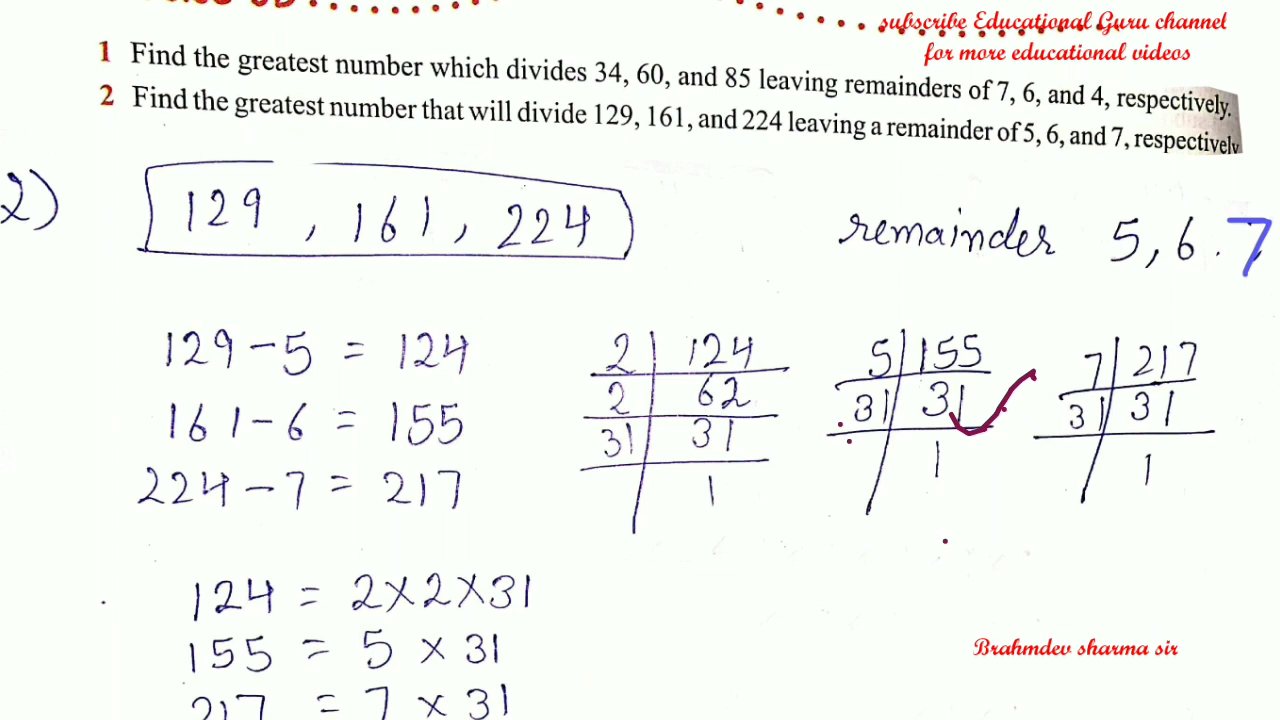 subscribe Educational Guru channel
for more educational videos
1 Find the greatest number which divides 34, 60, and 85 leaving remainders of 7, 6, and 4, respectively.
2 Find the greatest number that will divide 129, 161, and 224 leaving a remainder of 5, 6, and 7, respectively
2) 129 , 161, 224 remainder 5, 6. 7
129 - 5 = 124
161 - 6 = 155
224 - 7 = 217
2 | 124
2 | 62
31 | 31
1
5 | 155
31 | 31
1
7 | 217
31 | 31
1
124 = 2 × 2 × 31
155 = 5 × 31
217 = 7 × 31
Brahmdev sharma sir